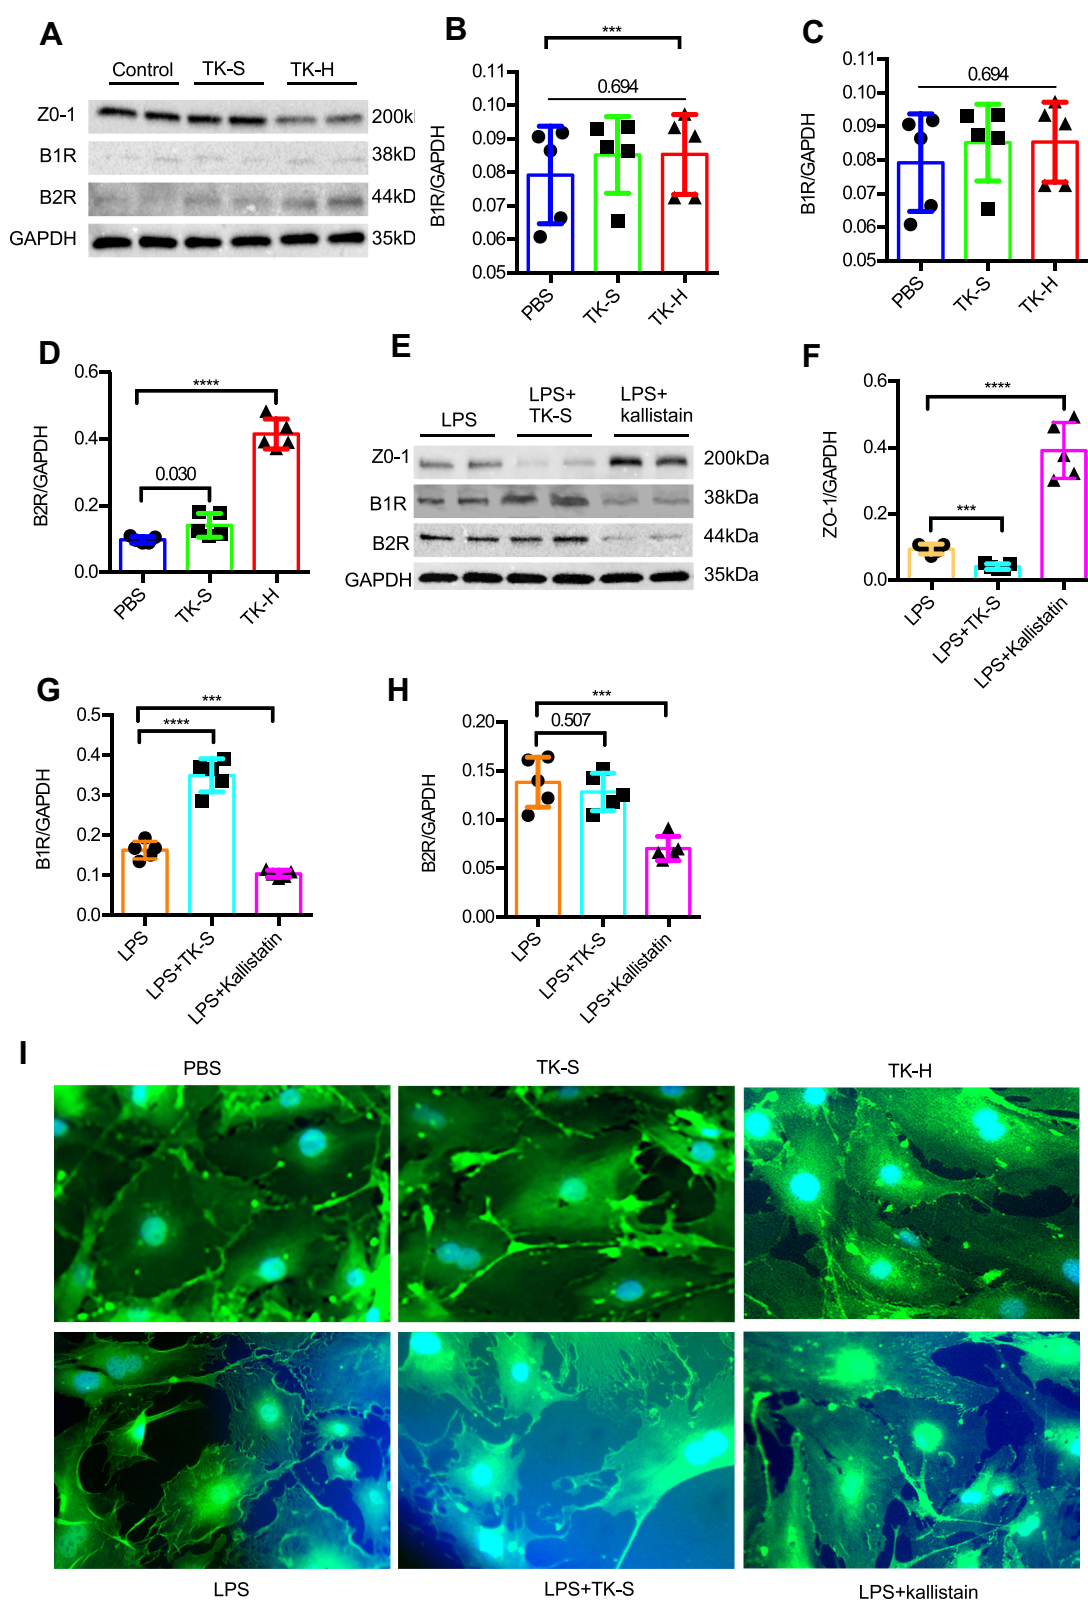 A
Control TK-S TK-H
Z0-1 200kl
B1R 38kD
B2R 44kD
GAPDH 35kD
B
***
0.694
0.11
0.10
0.09
0.08
0.07
0.06
0.05
B1R/GAPDH
PBS TK-S TK-H
C
0.694
0.11
0.10
0.09
0.08
0.07
0.06
0.05
B1R/GAPDH
PBS TK-S TK-H
D
****
0.030
0.6
0.4
0.2
0.0
B2R/GAPDH
PBS TK-S TK-H
E
LPS LPS+ LPS+
TK-S kallistain
Z0-1 200kDa
B1R 38kDa
B2R 44kDa
GAPDH 35kDa
F
****
***
0.6
0.4
0.2
0.0
ZO-1/GAPDH
LPS LPS+TK-S LPS+Kallistatin
G
***
****
0.5
0.4
0.3
0.2
0.1
0.0
B1R/GAPDH
LPS LPS+TK-S LPS+Kallistatin
H
***
0.507
0.20
0.15
0.10
0.05
0.00
B2R/GAPDH
LPS LPS+TK-S LPS+Kallistatin
I
PBS TK-S TK-H
LPS LPS+TK-S LPS+kallistain